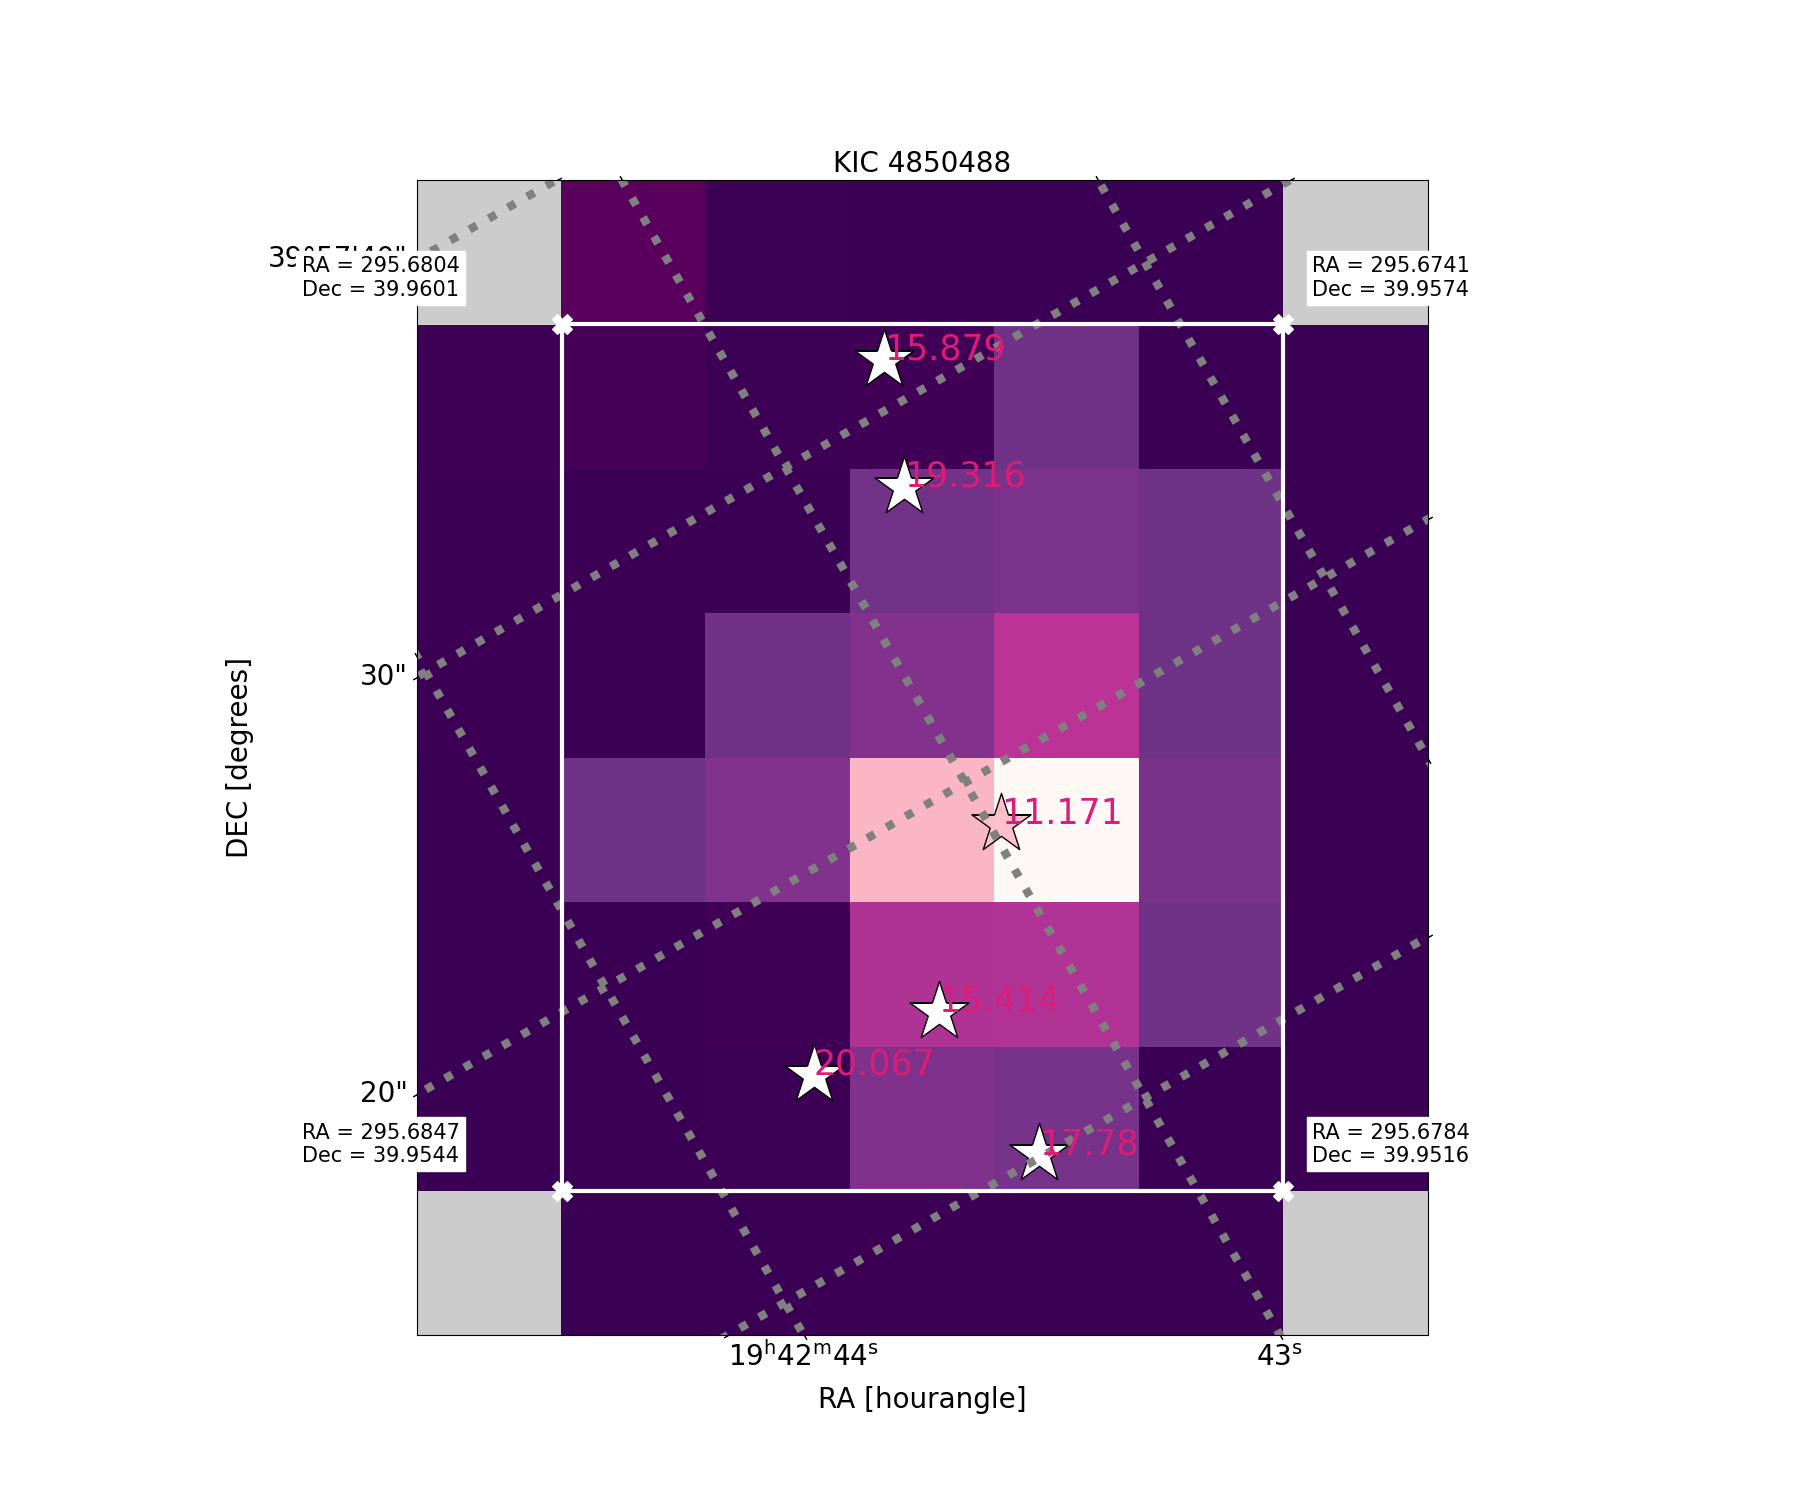 KIC 4850488
RA = 295.6804
Dec = 39.9601
RA = 295.6741
Dec = 39.9574
15.879
19.316
30"
DEC [degrees]
11.171
15.414
20.067
20"
RA = 295.6847
Dec = 39.9544
17.78
RA = 295.6784
Dec = 39.9516
19ʰ42ᵐ44ˢ
43ˢ
RA [hourangle]